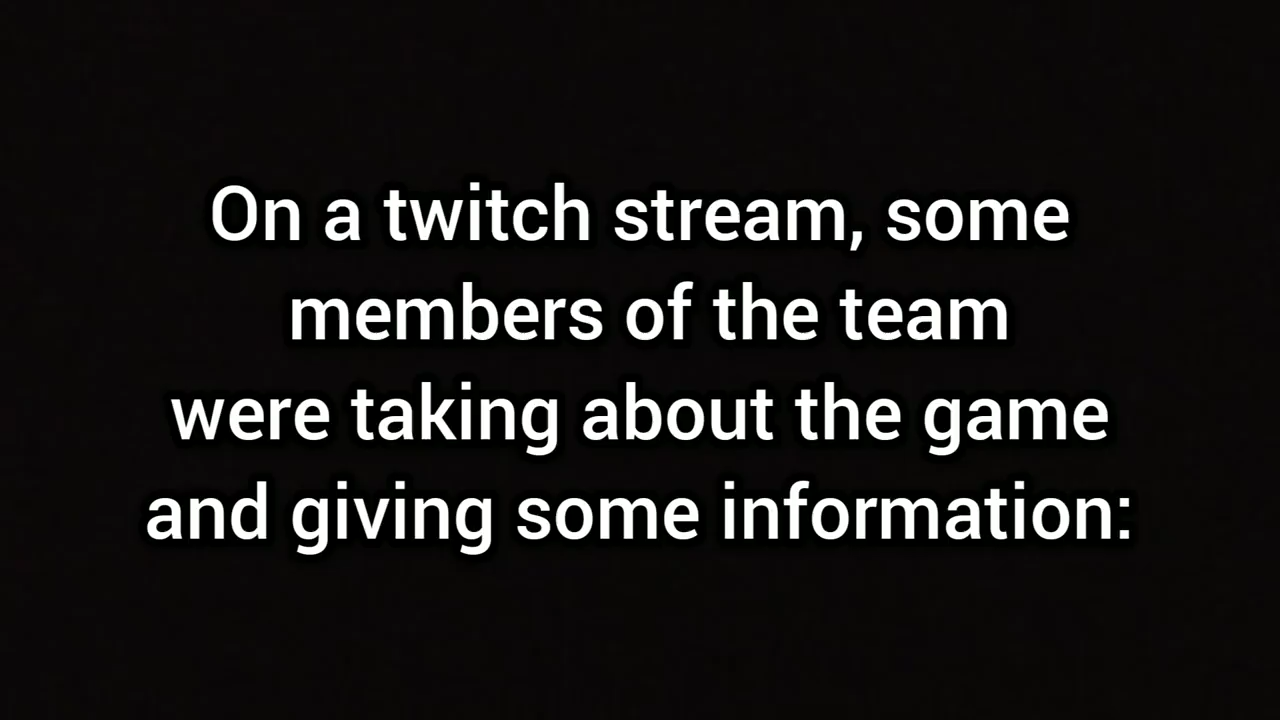 On a twitch stream, some
members of the team
were taking about the game
and giving some information: